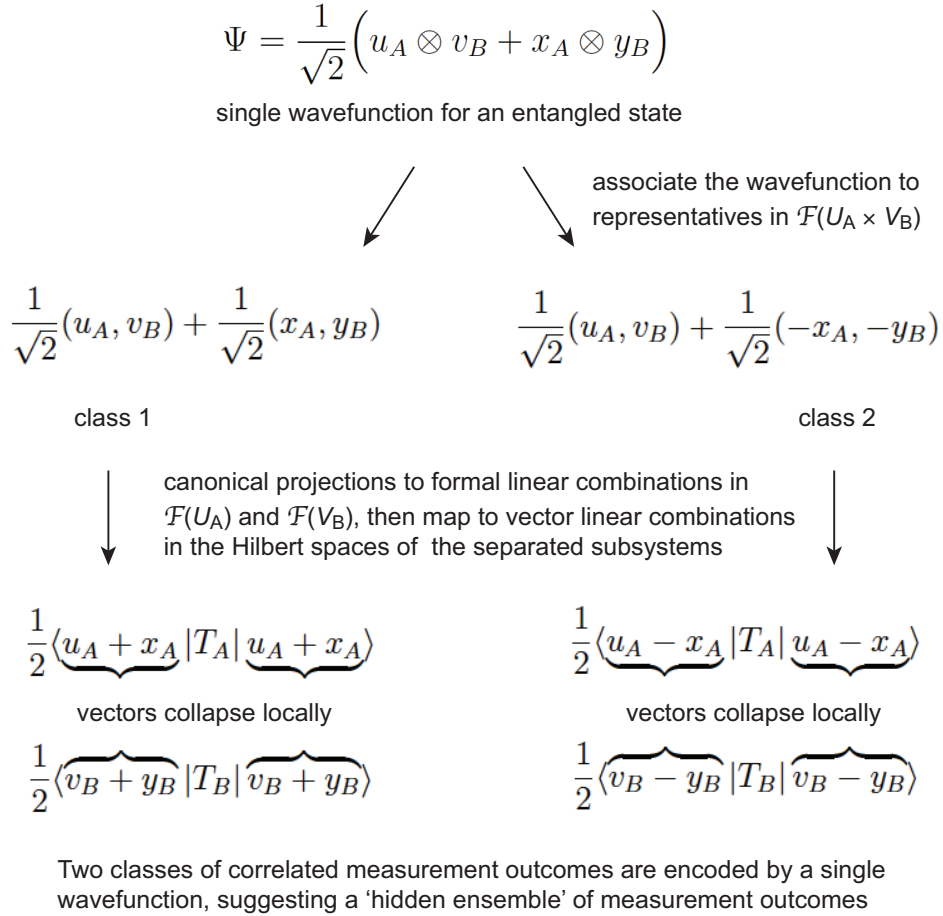 Ψ = 1/√2 (u_A ⊗ v_B + x_A ⊗ y_B)
single wavefunction for an entangled state
associate the wavefunction to
representatives in ℱ(U_A × V_B)
1/√2 (u_A, v_B) + 1/√2 (x_A, y_B)
1/√2 (u_A, v_B) + 1/√2 (−x_A, −y_B)
class 1
class 2
canonical projections to formal linear combinations in
ℱ(U_A) and ℱ(V_B), then map to vector linear combinations
in the Hilbert spaces of the separated subsystems
1/2 ⟨u_A + x_A |T_A| u_A + x_A⟩
vectors collapse locally
1/2 ⟨v_B + y_B |T_B| v_B + y_B⟩
1/2 ⟨u_A − x_A |T_A| u_A − x_A⟩
vectors collapse locally
1/2 ⟨v_B − y_B |T_B| v_B − y_B⟩
Two classes of correlated measurement outcomes are encoded by a single
wavefunction, suggesting a ‘hidden ensemble’ of measurement outcomes